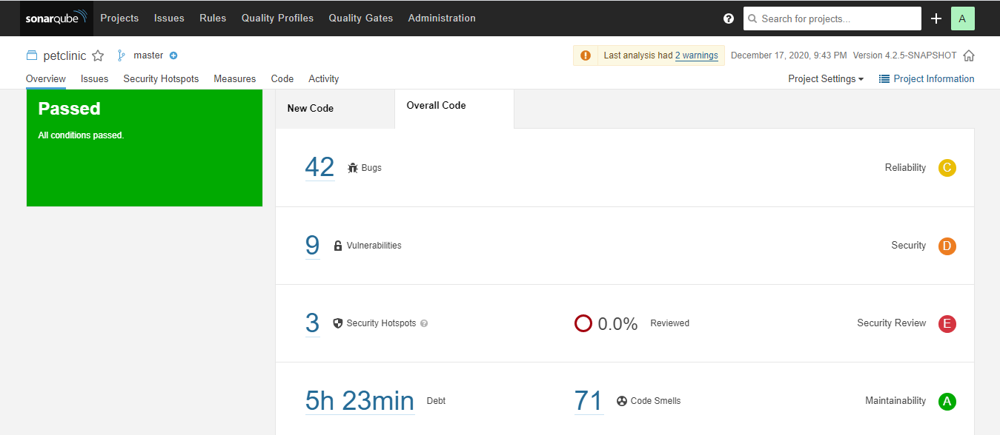 sonarqube Projects Issues Rules Quality Profiles Quality Gates Administration ? Search for projects... A
petclinic master Last analysis had 2 warnings December 17, 2020, 9:43 PM Version 4.2.5-SNAPSHOT
Overview Issues Security Hotspots Measures Code Activity Project Settings Project Information
Passed
All conditions passed.
New Code Overall Code
42 Bugs Reliability C
9 Vulnerabilities Security D
3 Security Hotspots ? 0.0% Reviewed Security Review E
5h 23min Debt 71 Code Smells Maintainability A